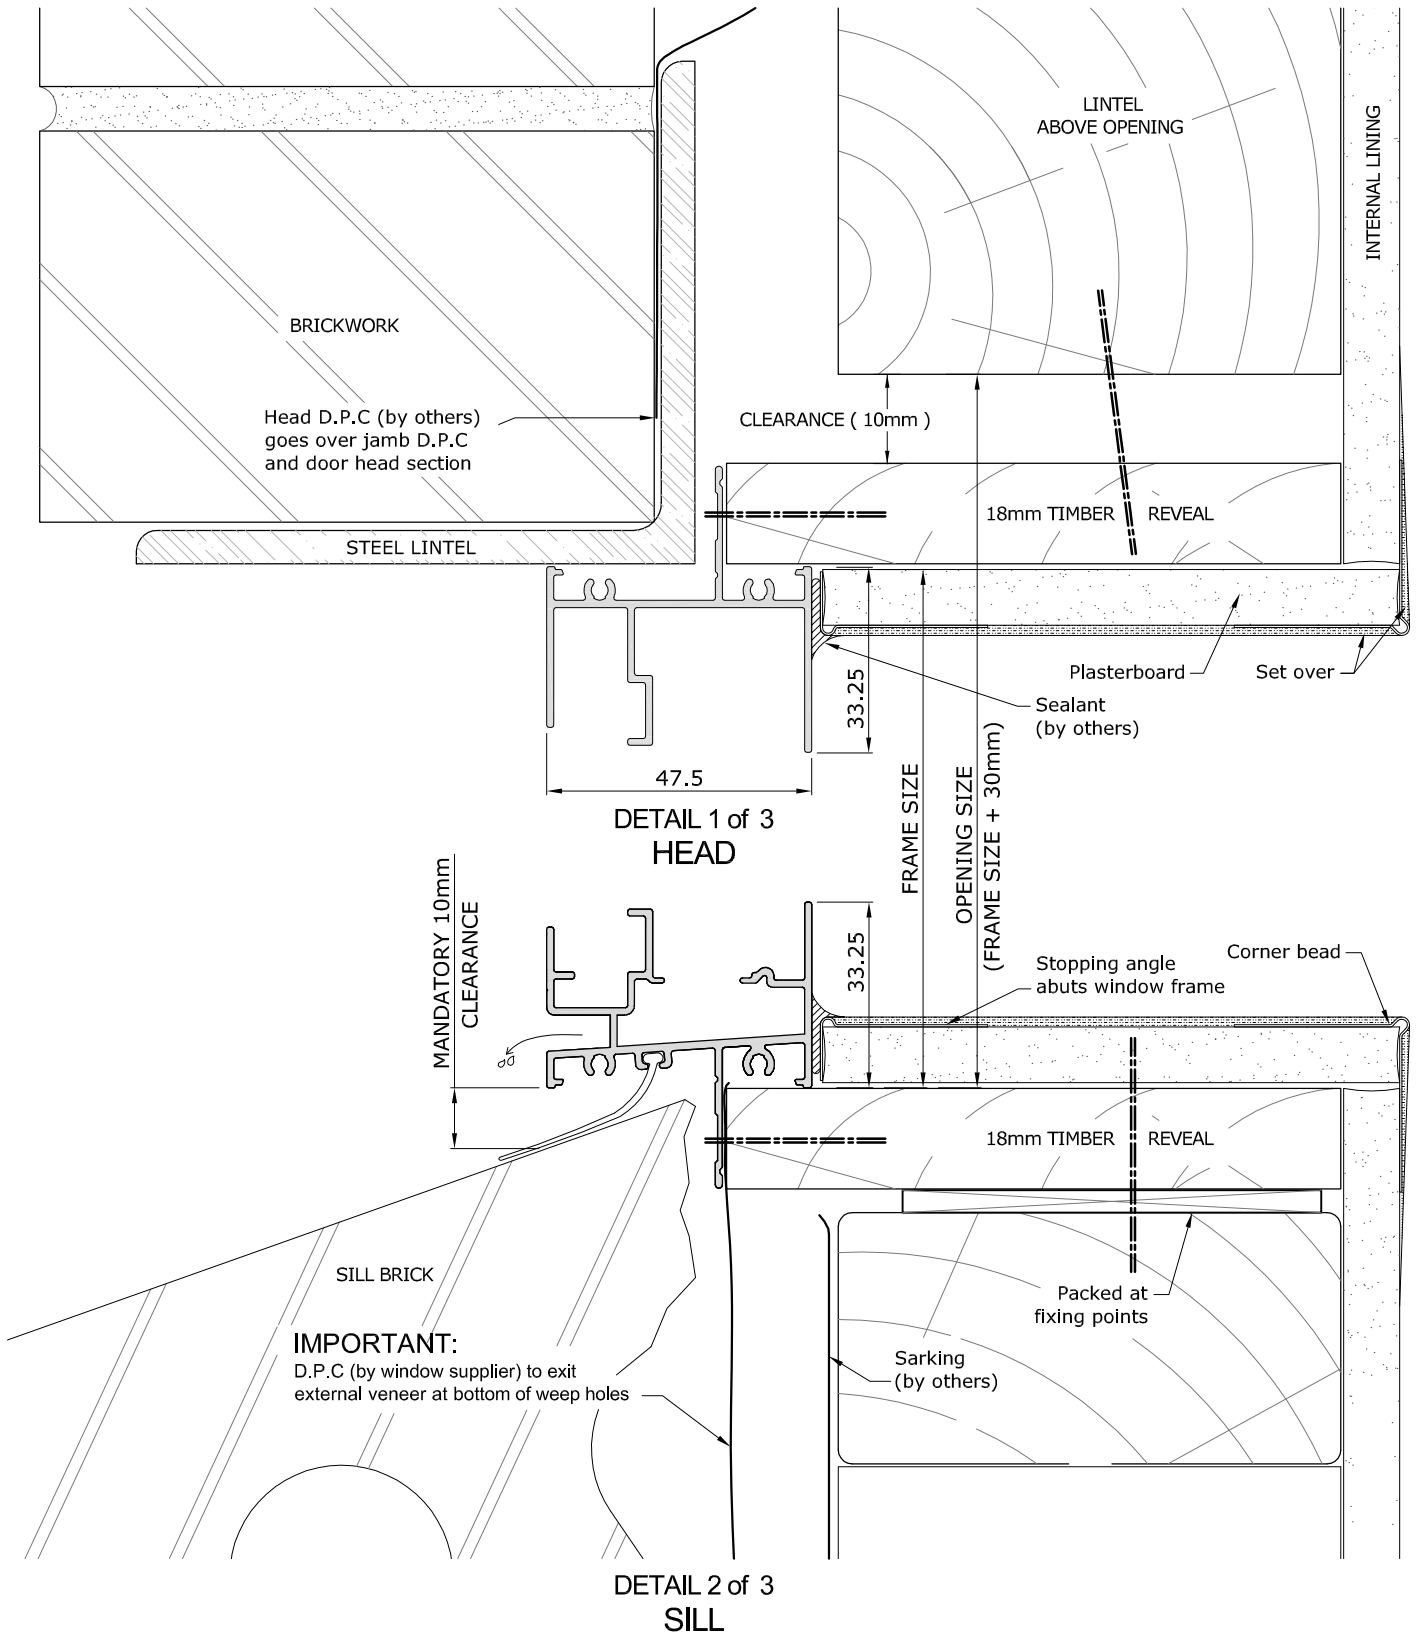 LINTEL
ABOVE OPENING
INTERNAL LINING
BRICKWORK
Head D.P.C (by others)
goes over jamb D.P.C
and door head section
CLEARANCE ( 10mm )
18mm TIMBER REVEAL
STEEL LINTEL
Plasterboard
Set over
Sealant
(by others)
33.25
47.5
FRAME SIZE
OPENING SIZE
(FRAME SIZE + 30mm)
DETAIL 1 of 3
HEAD
MANDATORY 10mm
CLEARANCE
33.25
Stopping angle
abuts window frame
Corner bead
18mm TIMBER REVEAL
SILL BRICK
Packed at
fixing points
IMPORTANT:
D.P.C (by window supplier) to exit
external veneer at bottom of weep holes
Sarking
(by others)
DETAIL 2 of 3
SILL